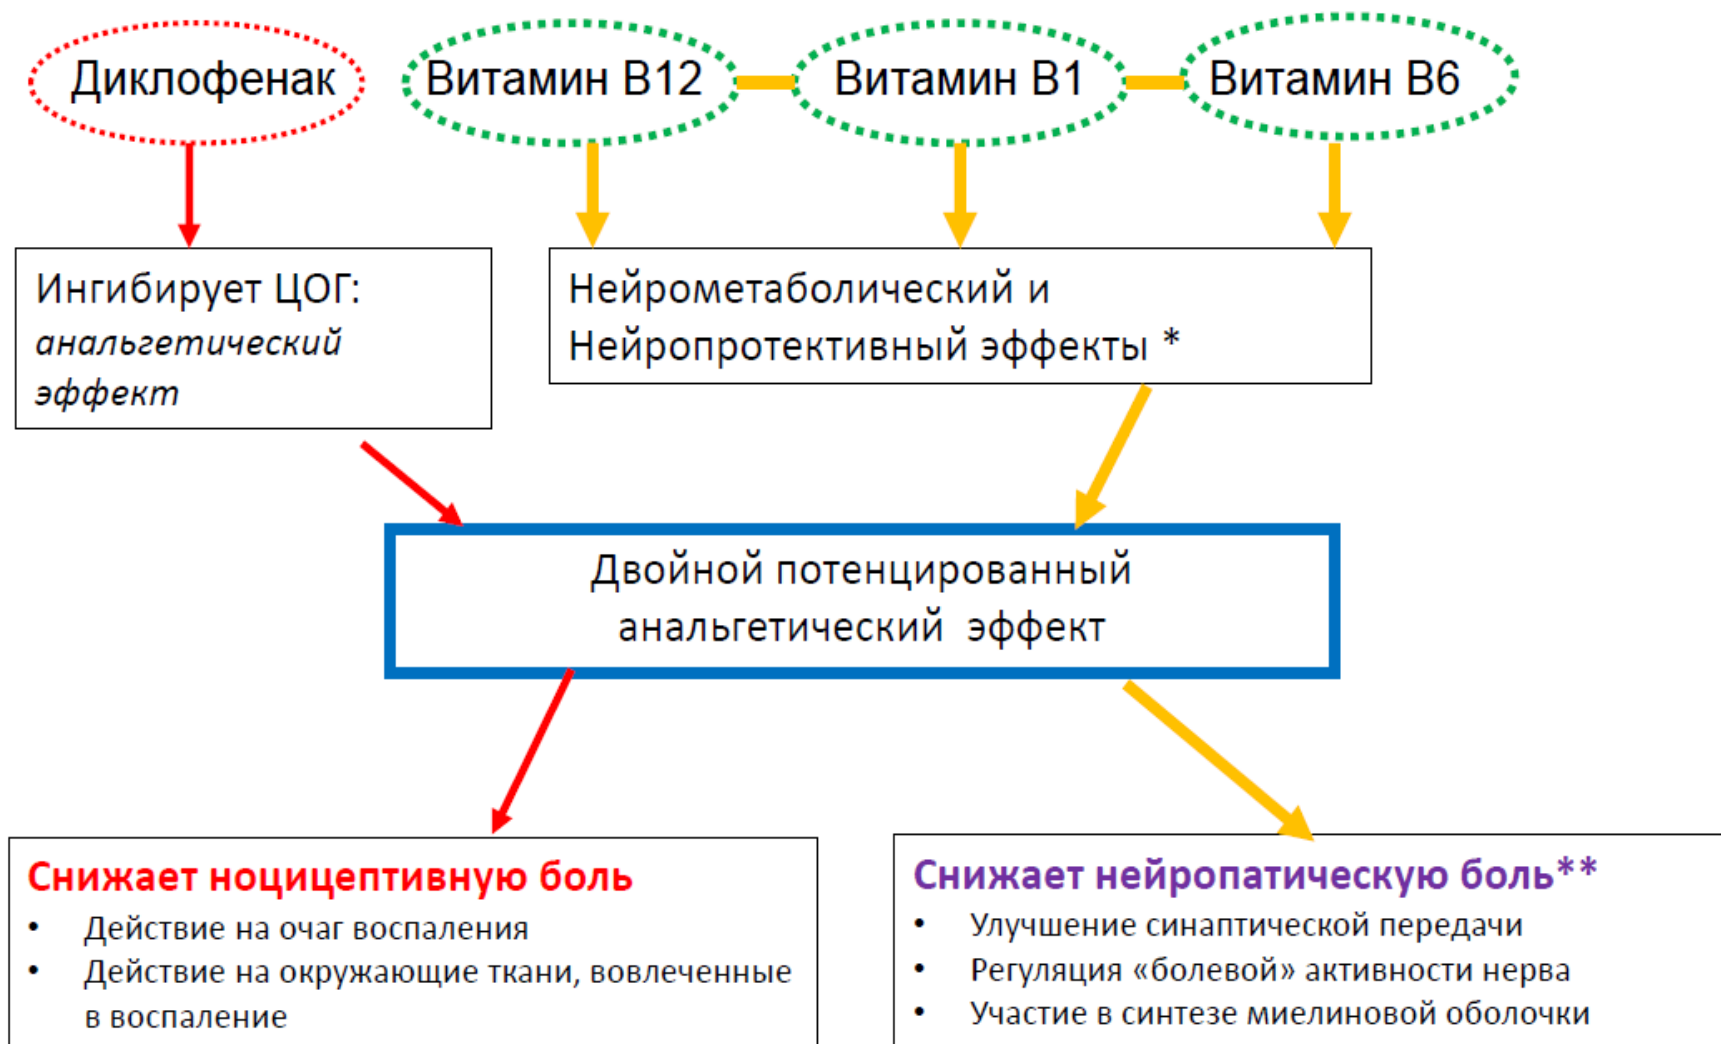 Диклофенак
Витамин В12
Витамин В1
Витамин В6
Ингибирует ЦОГ:
анальгетический
эффект
Нейрометаболический и
Нейропротективный эффекты *
Двойной потенцированный
анальгетический эффект
Снижает ноцицептивную боль
• Действие на очаг воспаления
• Действие на окружающие ткани, вовлеченные
в воспаление
Снижает нейропатическую боль**
• Улучшение синаптической передачи
• Регуляция «болевой» активности нерва
• Участие в синтезе миелиновой оболочки